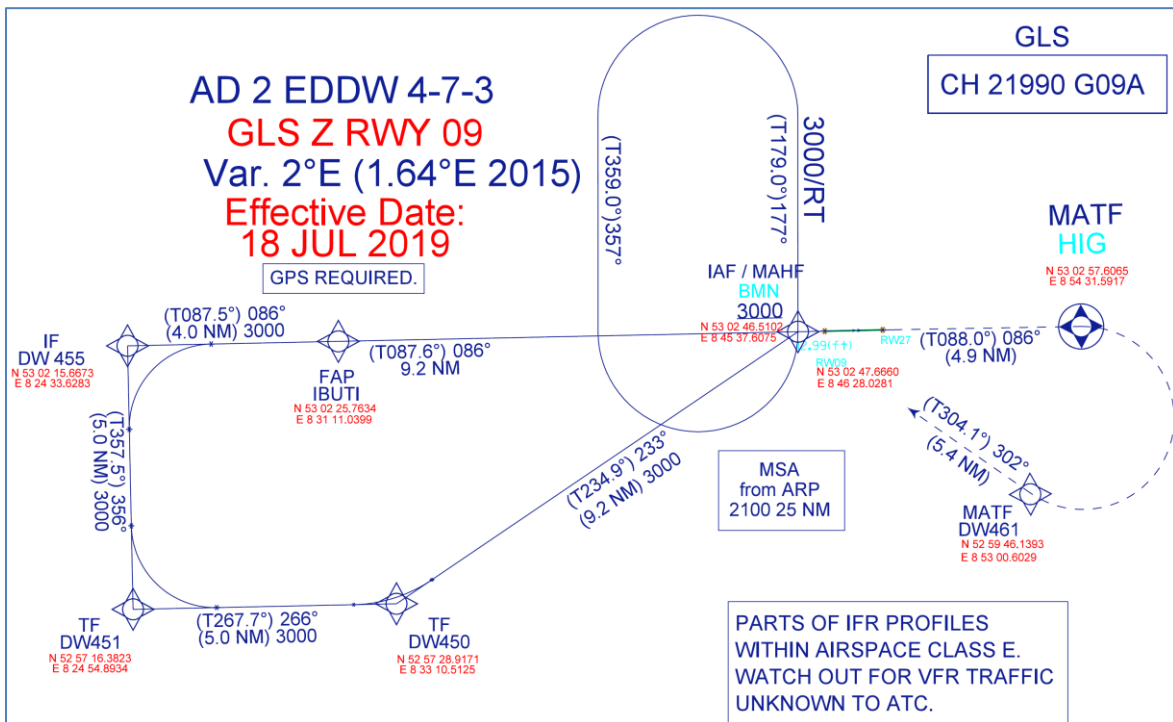 GLS
CH 21990 G09A
AD 2 EDDW 4-7-3
GLS Z RWY 09
Var. 2°E (1.64°E 2015)
Effective Date:
18 JUL 2019
GPS REQUIRED.
(T359.0°)357°
(T179.0°)177°
3000/RT
MATF
HIG
N 53 02 57.6065
E 8 54 31.5917
IAF / MAHF
BMN
3000
N 53 02 46.5102
E 8 45 37.6075
IF
DW 455
N 53 02 15.6673
E 8 24 33.6283
(T087.5°) 086°
(4.0 NM) 3000
FAP
IBUTI
N 53 02 25.7634
E 8 31 11.0399
(T087.6°) 086°
9.2 NM
.99(ft)
RW09
N 53 02 47.6660
E 8 46 28.0281
RW27
(T088.0°) 086°
(4.9 NM)
(T357.5°) 356°
(5.0 NM) 3000
(T234.9°) 233°
(9.2 NM) 3000
MSA
from ARP
2100 25 NM
(T304.1°) 302°
(5.4 NM)
MATF
DW461
N 52 59 46.1393
E 8 53 00.6029
TF
DW451
N 52 57 16.3823
E 8 24 54.8934
(T267.7°) 266°
(5.0 NM) 3000
TF
DW450
N 52 57 28.9171
E 8 33 10.5125
PARTS OF IFR PROFILES
WITHIN AIRSPACE CLASS E.
WATCH OUT FOR VFR TRAFFIC
UNKNOWN TO ATC.